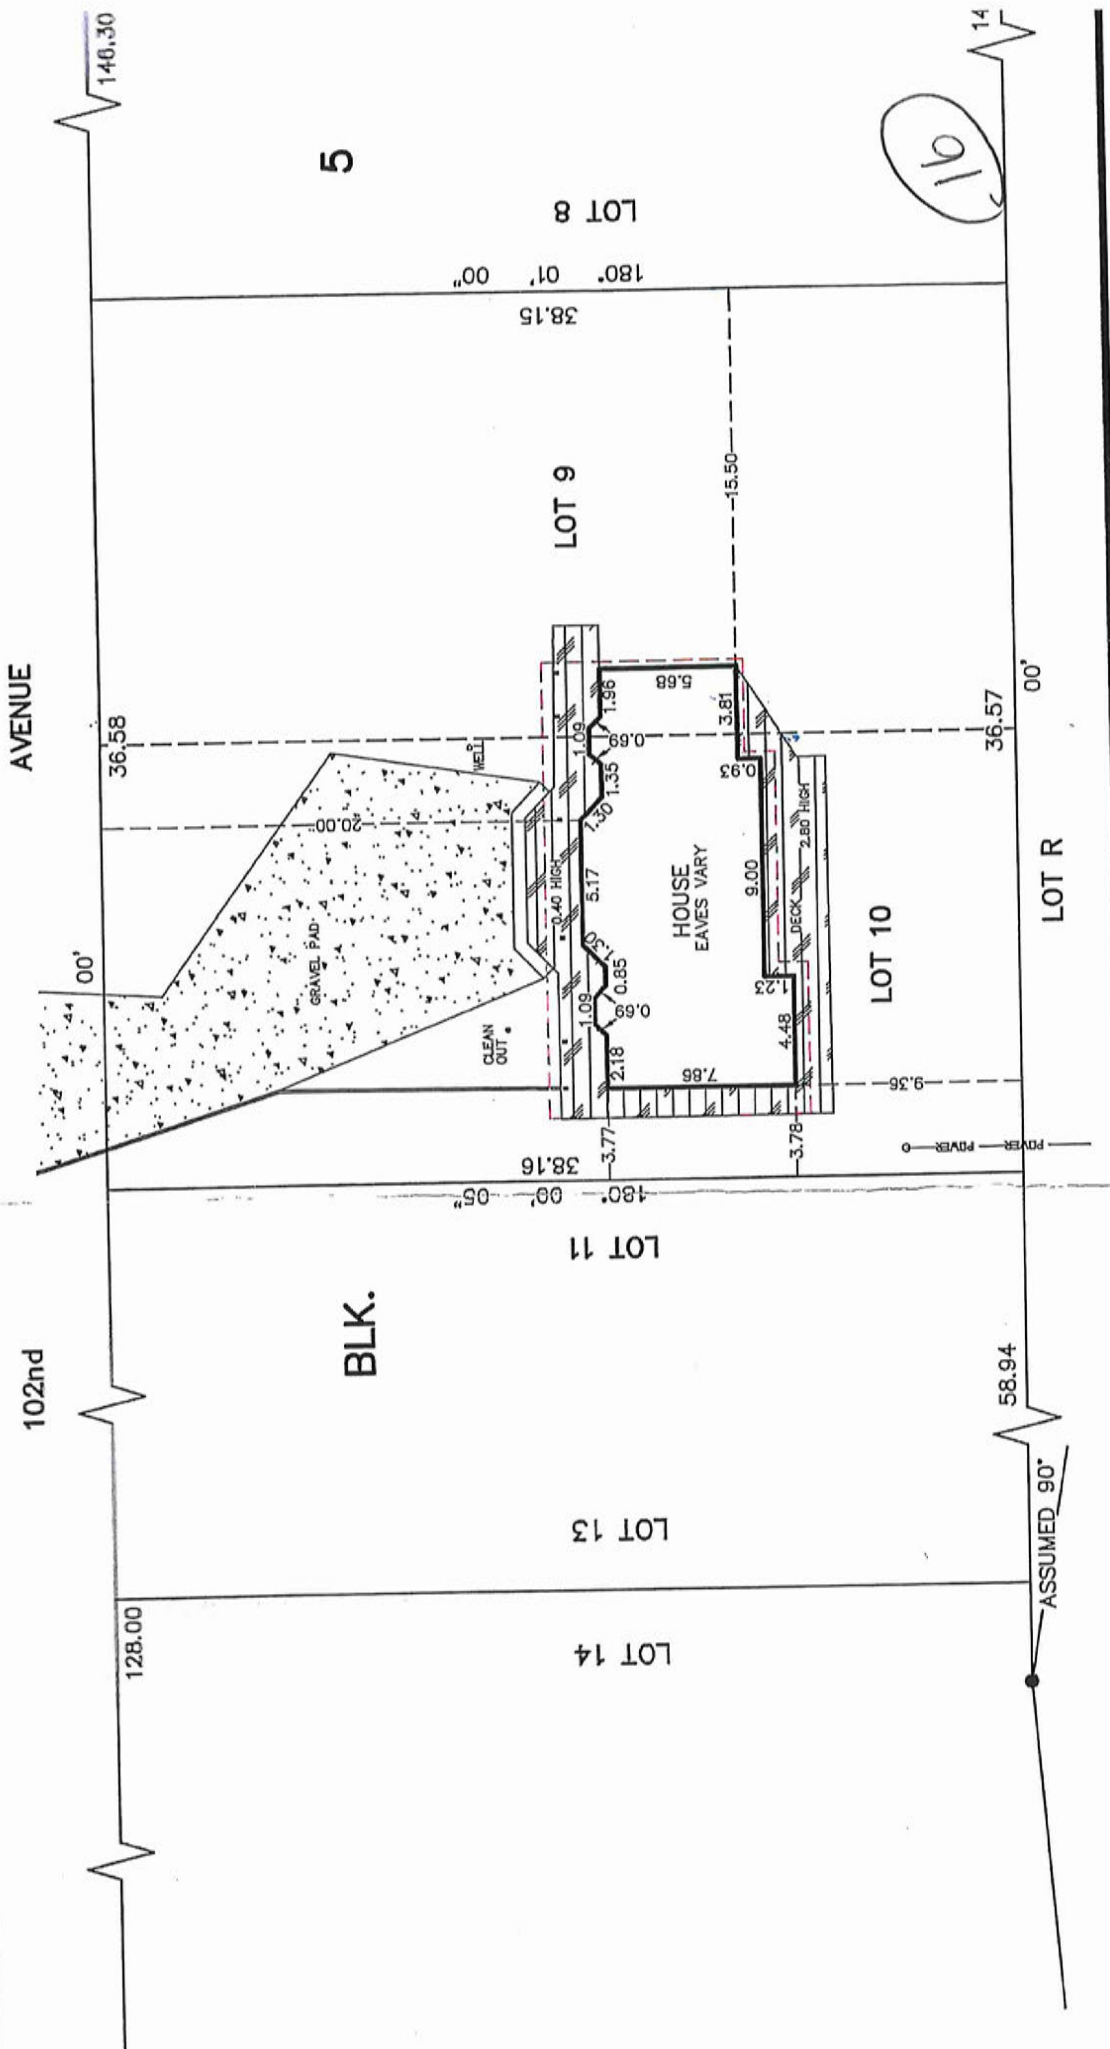 102nd AVENUE
128.00
00'
36.58
146.30
BLK. 5
LOT 14
LOT 13
LOT 11
LOT 9
LOT 8
LOT 10
LOT R
180° 00' 05"
38.16
180° 01' 00"
38.15
GRAVEL PAD
20.00
WELL
CLEAN
OUT
0.40 HIGH
2.18
1.09
0.69
0.85
1.30
5.17
1.30
1.35
1.09
0.69
1.96
3.77
3.78
7.86
5.68
HOUSE
EAVES VARY
15.50
4.48
1.23
9.00
0.93
3.81
DECK 2.80 HIGH
9.36
POWER POWER
58.94
36.57
00'
14
ASSUMED 90°
16